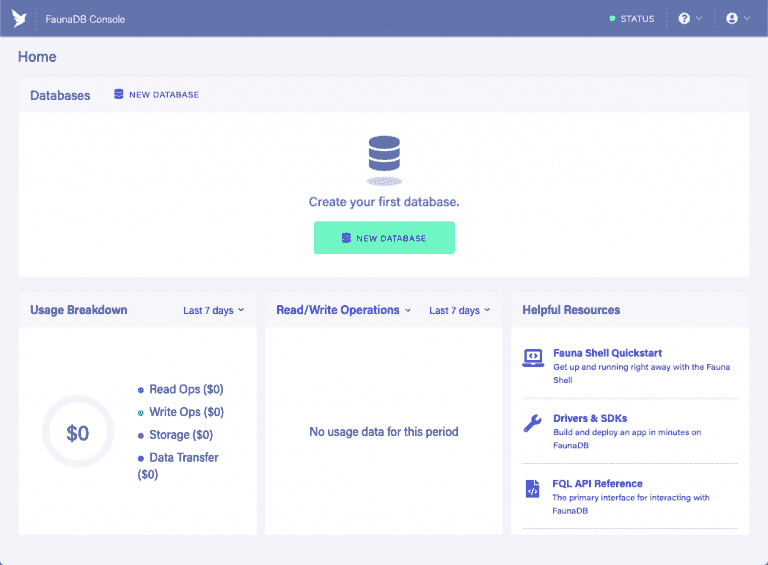 FaunaDB Console
STATUS
Home
Databases
NEW DATABASE
Create your first database.
NEW DATABASE
Usage Breakdown
Last 7 days
$0
Read Ops ($0)
Write Ops ($0)
Storage ($0)
Data Transfer
($0)
Read/Write Operations
Last 7 days
No usage data for this period
Helpful Resources
Fauna Shell Quickstart
Get up and running right away with the Fauna
Shell
Drivers & SDKs
Build and deploy an app in minutes on
FaunaDB
FQL API Reference
The primary interface for interacting with
FaunaDB